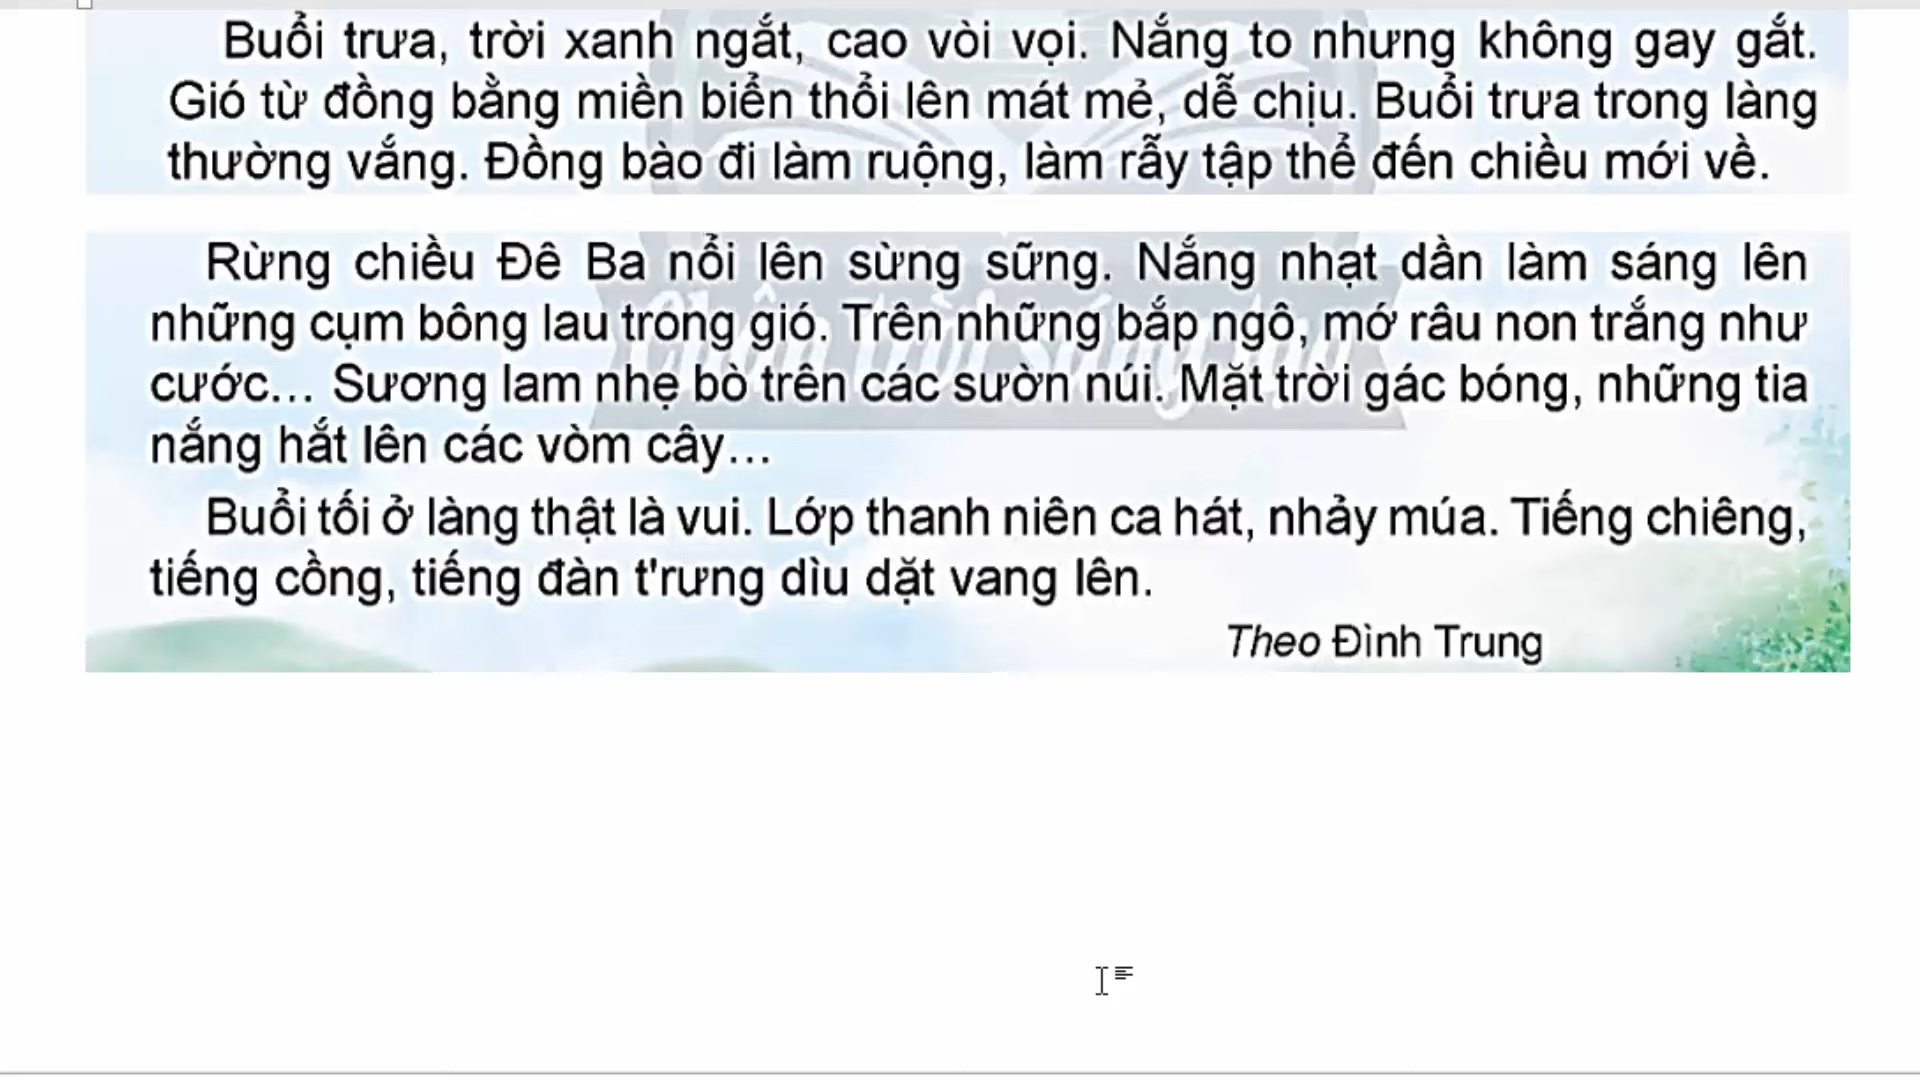 Buổi trưa, trời xanh ngắt, cao vòi vọi. Nắng to nhưng không gay gắt.
Gió từ đồng bằng miền biển thổi lên mát mẻ, dễ chịu. Buổi trưa trong làng
thường vắng. Đồng bào đi làm ruộng, làm rẫy tập thể đến chiều mới về.
Rừng chiều Đê Ba nổi lên sừng sững. Nắng nhạt dần làm sáng lên
những cụm bông lau trong gió. Trên những bắp ngô, mớ râu non trắng như
cước... Sương lam nhẹ bò trên các sườn núi. Mặt trời gác bóng, những tia
nắng hắt lên các vòm cây...
Buổi tối ở làng thật là vui. Lớp thanh niên ca hát, nhảy múa. Tiếng chiêng,
tiếng cồng, tiếng đàn t'rưng dìu dặt vang lên.
Theo Đình Trung
Chân trời sáng tạo